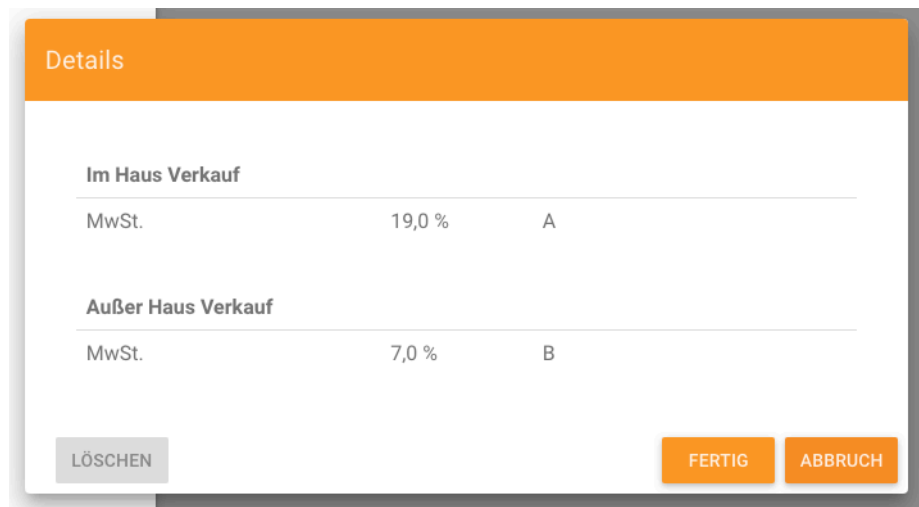 Details
Im Haus Verkauf
MwSt. 19,0 % A
Außer Haus Verkauf
MwSt. 7,0 % B
LÖSCHEN FERTIG ABBRUCH